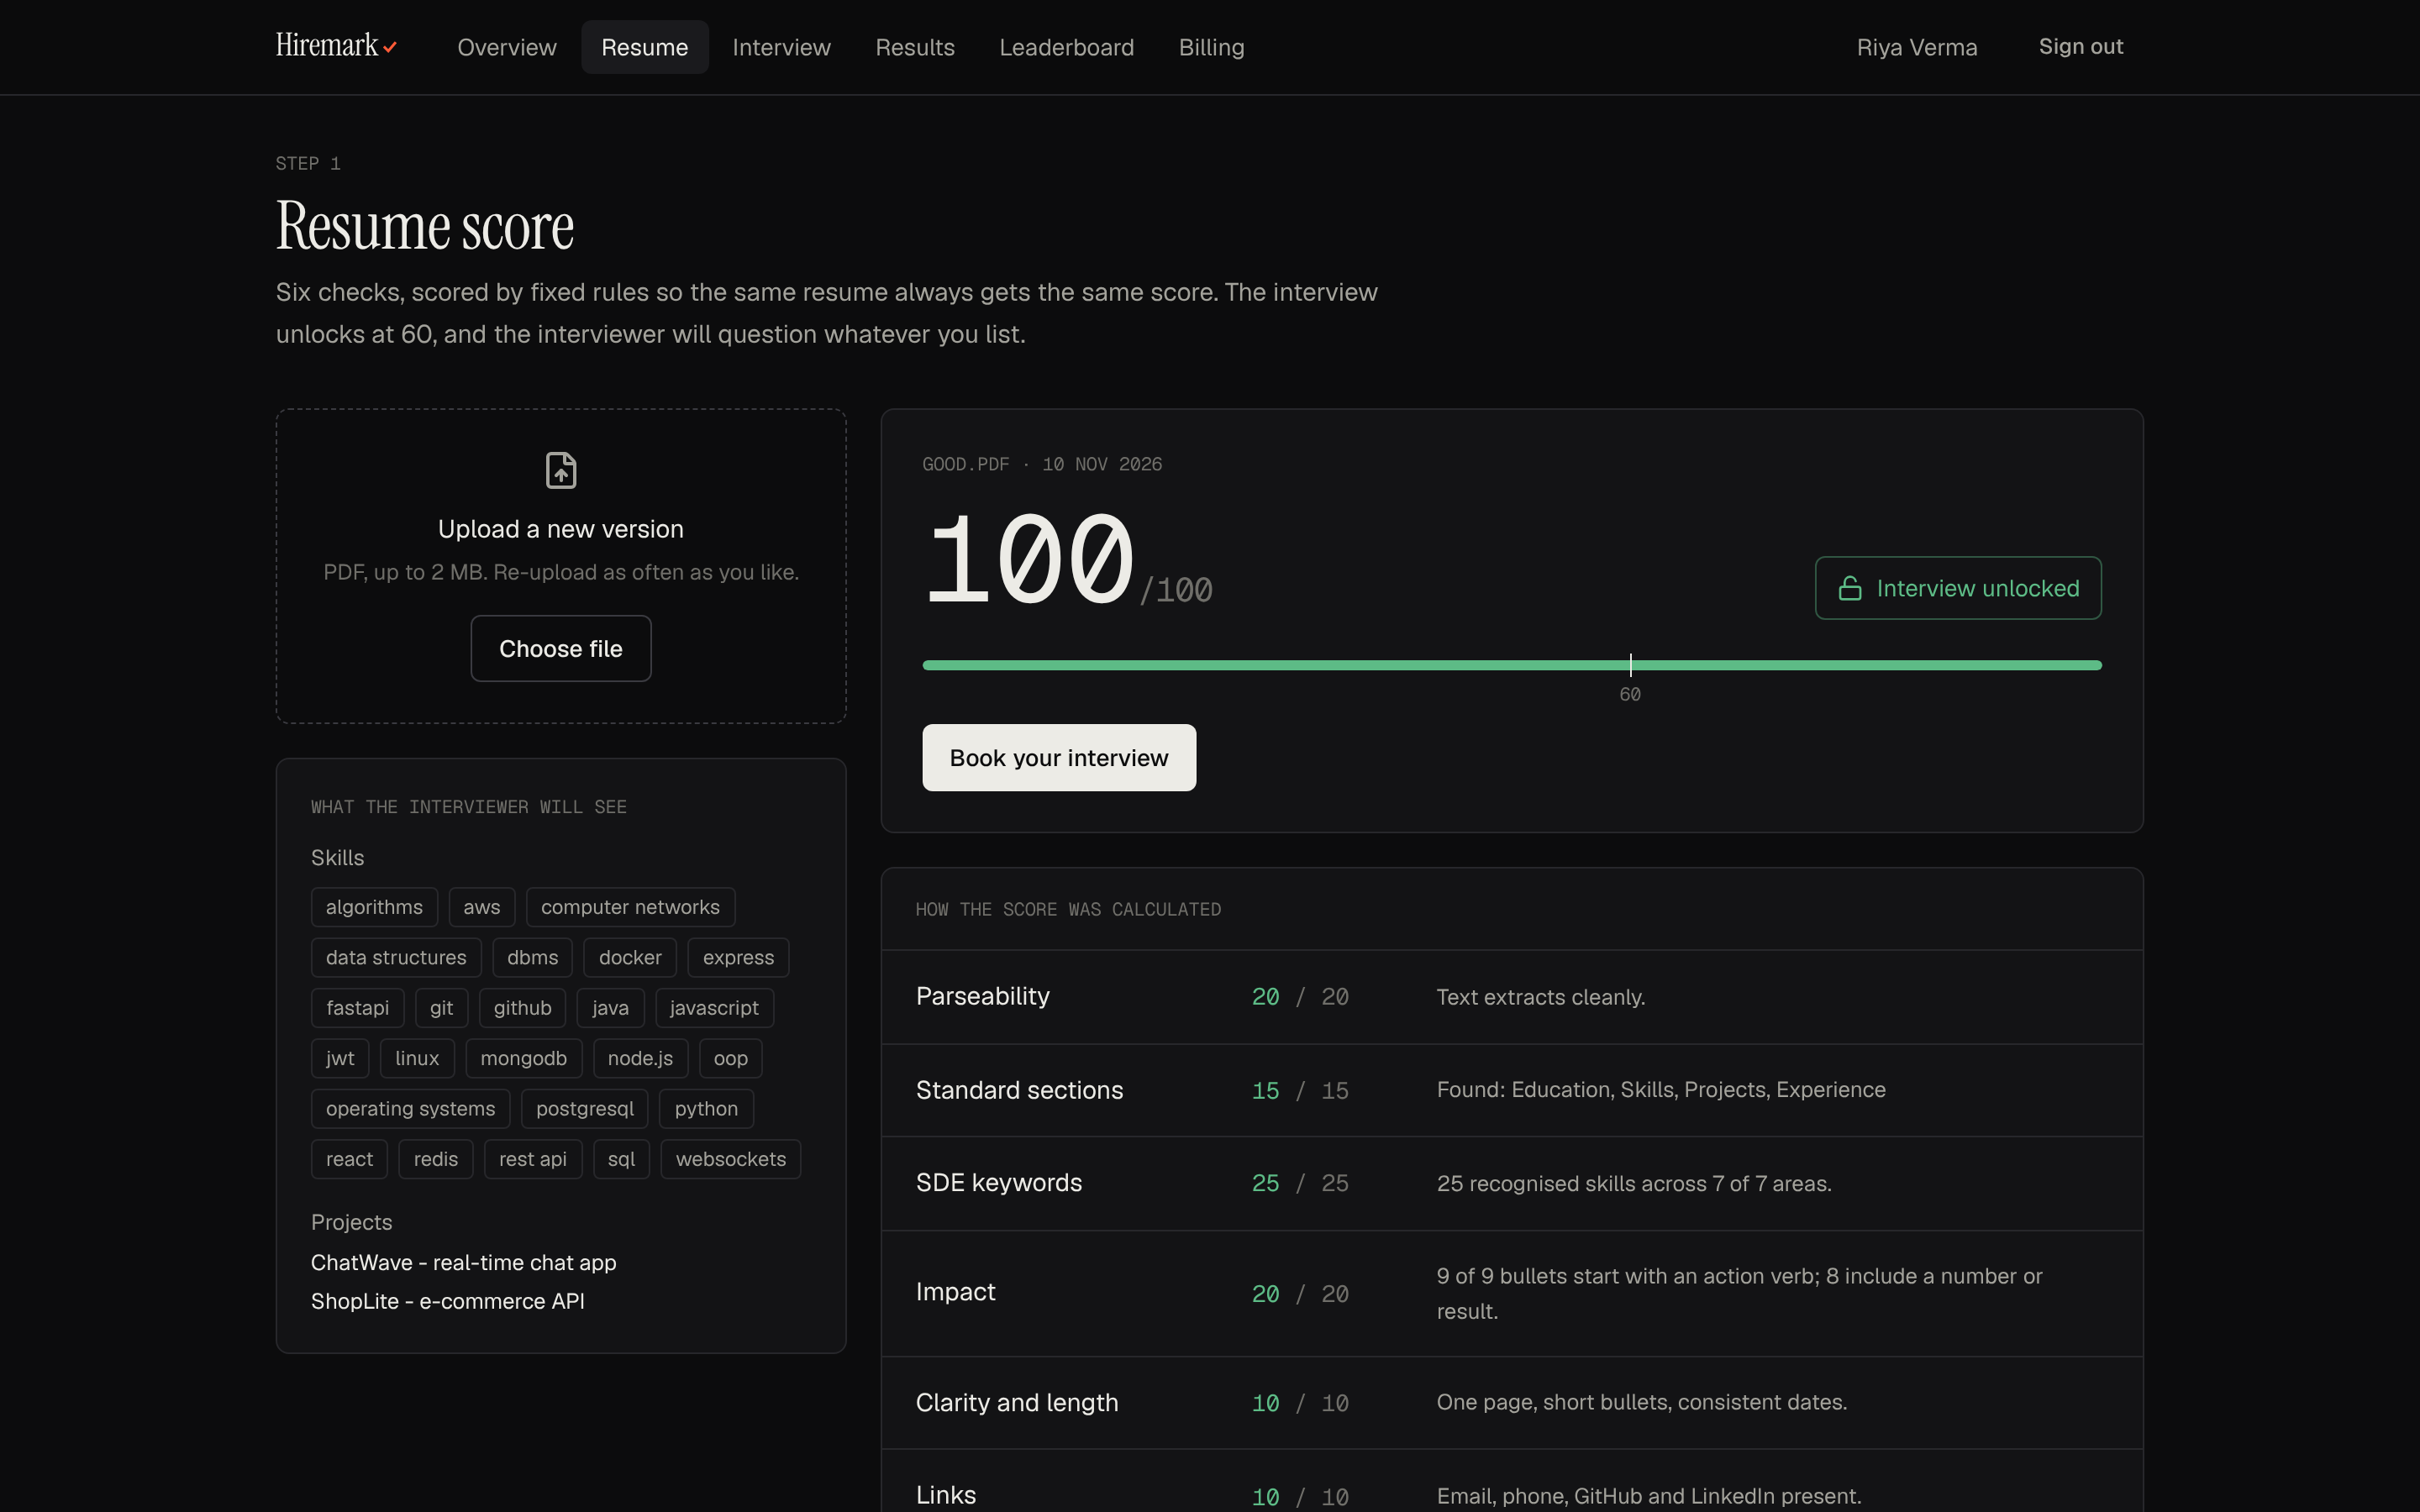 Hiremark
Overview
Resume
Interview
Results
Leaderboard
Billing
Riya Verma
Sign out
STEP 1
Resume score
Six checks, scored by fixed rules so the same resume always gets the same score. The interview
unlocks at 60, and the interviewer will question whatever you list.
Upload a new version
PDF, up to 2 MB. Re-upload as often as you like.
Choose file
WHAT THE INTERVIEWER WILL SEE
Skills
algorithms aws computer networks
data structures dbms docker express
fastapi git github java javascript
jwt linux mongodb node.js oop
operating systems postgresql python
react redis rest api sql websockets
Projects
ChatWave - real-time chat app
ShopLite - e-commerce API
GOOD.PDF · 10 NOV 2026
100/100
Interview unlocked
60
Book your interview
HOW THE SCORE WAS CALCULATED
Parseability 20 / 20 Text extracts cleanly.
Standard sections 15 / 15 Found: Education, Skills, Projects, Experience
SDE keywords 25 / 25 25 recognised skills across 7 of 7 areas.
Impact 20 / 20 9 of 9 bullets start with an action verb; 8 include a number or
result.
Clarity and length 10 / 10 One page, short bullets, consistent dates.
Links 10 / 10 Email, phone, GitHub and LinkedIn present.